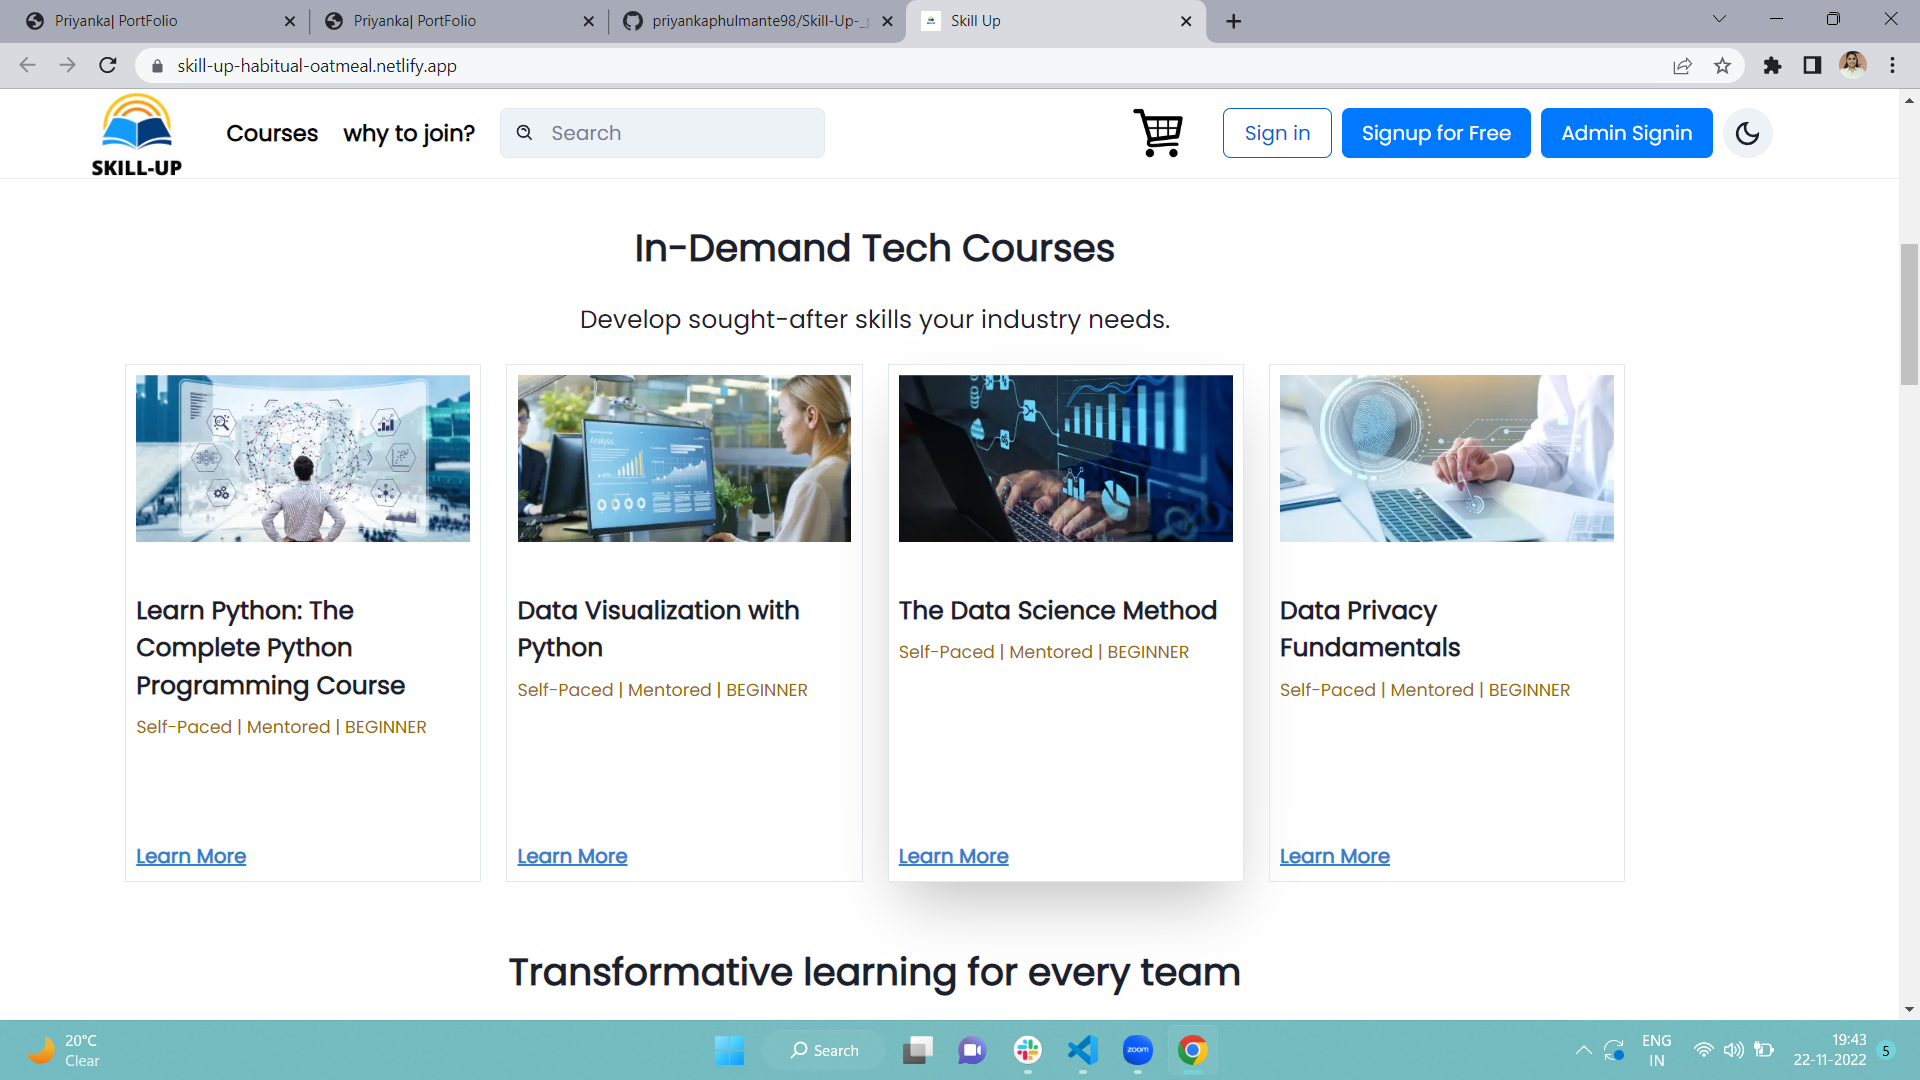 Priyanka| PortFolio
Priyanka| PortFolio
priyankaphulmante98/Skill-Up-_p
Skill Up
skill-up-habitual-oatmeal.netlify.app
SKILL-UP
Courses
why to join?
Search
Sign in
Signup for Free
Admin Signin
In-Demand Tech Courses
Develop sought-after skills your industry needs.
Analysis
Learn Python: The
Complete Python
Programming Course
Self-Paced | Mentored | BEGINNER
Learn More
Data Visualization with
Python
Self-Paced | Mentored | BEGINNER
Learn More
The Data Science Method
Self-Paced | Mentored | BEGINNER
Learn More
Data Privacy
Fundamentals
Self-Paced | Mentored | BEGINNER
Learn More
Transformative learning for every team
20°C
Clear
Search
zoom
ENG
IN
19:43
22-11-2022
5